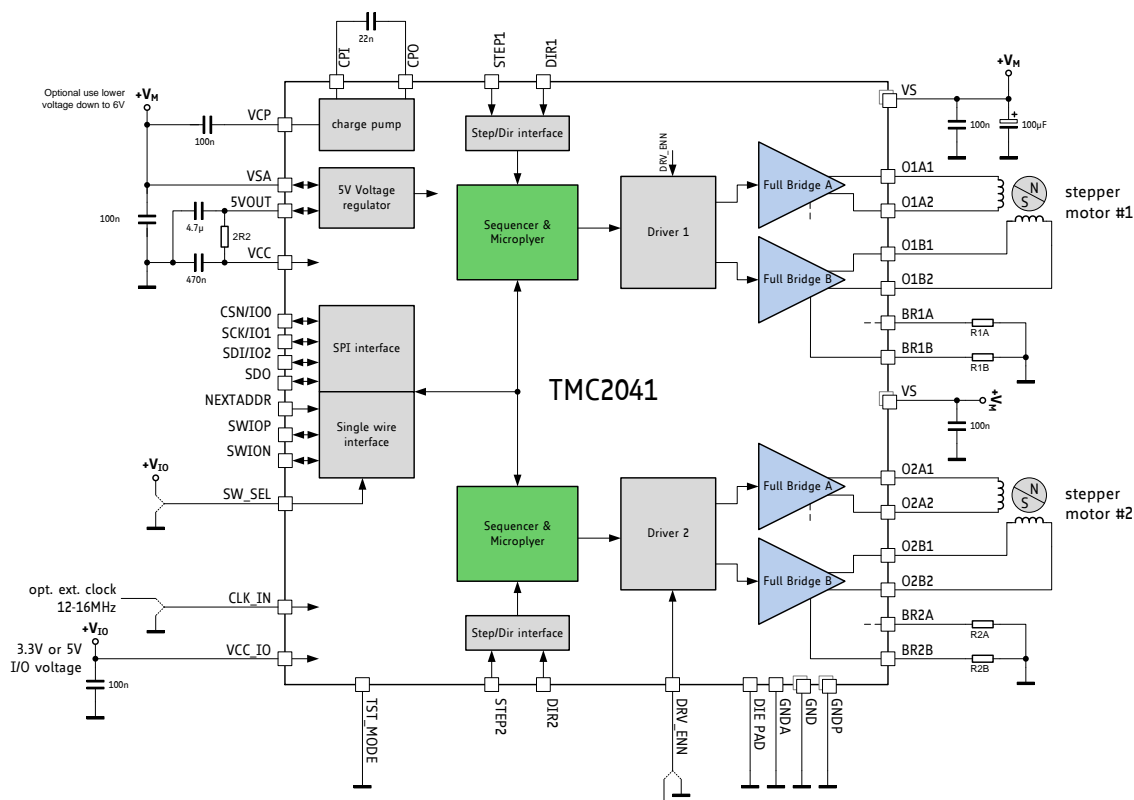 22n
CPI
CPO
STEP1
DIR1
Optional use lower
voltage down to 6V
+VM
VCP
100n
charge pump
Step/Dir interface
DRV_ENN
VS
+VM
100n
100µF
VSA
5V Voltage
regulator
5VOUT
100n
4.7µ
2R2
VCC
470n
Sequencer &
Microplyer
Driver 1
Full Bridge A
Full Bridge B
O1A1
O1A2
O1B1
O1B2
N
S
stepper
motor #1
BR1A
R1A
BR1B
R1B
CSN/IO0
SCK/IO1
SDI/IO2
SDO
SPI interface
NEXTADDR
SWIOP
SWION
Single wire
interface
TMC2041
VS
+VM
100n
+VIO
SW_SEL
Sequencer &
Microplyer
Driver 2
Full Bridge A
Full Bridge B
O2A1
O2A2
O2B1
O2B2
N
S
stepper
motor #2
BR2A
R2A
BR2B
R2B
opt. ext. clock
12-16MHz
CLK_IN
+VIO
3.3V or 5V
I/O voltage
VCC_IO
100n
Step/Dir interface
TST_MODE
STEP2
DIR2
DRV_ENN
DIE PAD
GNDA
GND
GNDP